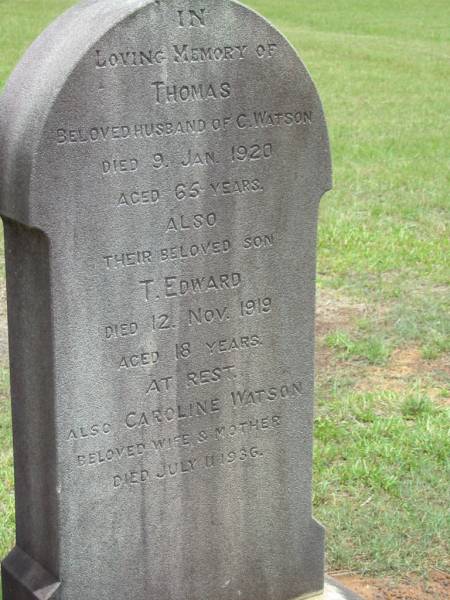 IN
LOVING MEMORY OF
THOMAS
BELOVED HUSBAND OF C. WATSON
DIED 9. JAN. 1920
AGED 65 YEARS.
ALSO
THEIR BELOVED SON
T. EDWARD
DIED 12. NOV. 1919
AGED 18 YEARS.
AT REST.
ALSO CAROLINE WATSON
BELOVED WIFE & MOTHER
DIED JULY 11 1936.